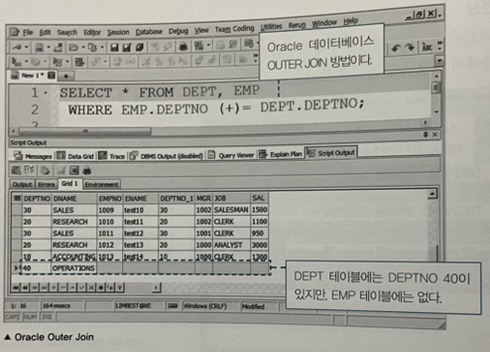 File Edit Search Editor Session Database Debug View Team Coding Utilities Rerun Window Help
Oracle 데이터베이스
OUTER JOIN 방법이다.
New 1 *
1 SELECT * FROM DEPT, EMP
2 WHERE EMP.DEPTNO (+)= DEPT.DEPTNO;
Script Output
Messages Data Grid Trace DBMS Output (disabled) Query Viewer Explain Plan Script Output
Output Errors Grid 1 Environment
DEPTNO DNAME EMPNO ENAME DEPTNO_1 MGR JOB SAL
30 SALES 1009 test10 30 1002 SALESMAN 1500
20 RESEARCH 1010 test11 20 1002 CLERK 1100
30 SALES 1011 test12 30 1001 CLERK 950
20 RESEARCH 1012 test13 20 1000 ANALYST 3000
10 ACCOUNTING 1013 test14 10 1000 CLERK 1300
40 OPERATIONS
DEPT 테이블에는 DEPTNO 40이
있지만, EMP 테이블에는 없다.
1: 16 164 msecs LIMBEST@XE Windows (CRLF) Modified
CAPS NUM INS
▲ Oracle Outer Join